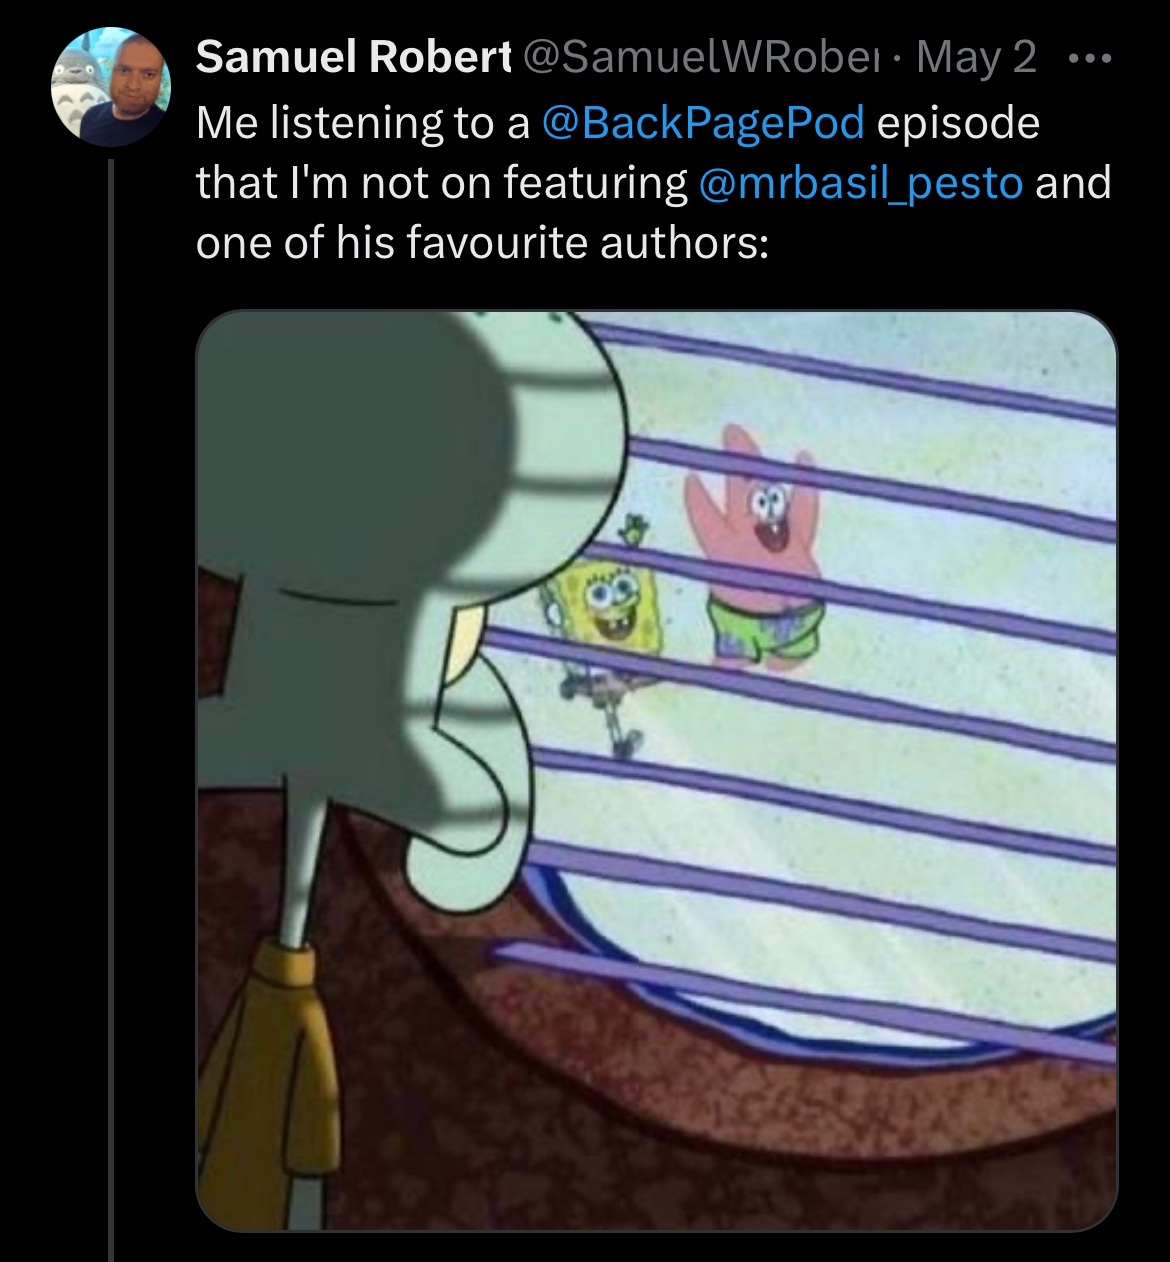 Samuel Robert @SamuelWRober · May 2
Me listening to a @BackPagePod episode
that I'm not on featuring @mrbasil_pesto and
one of his favourite authors: